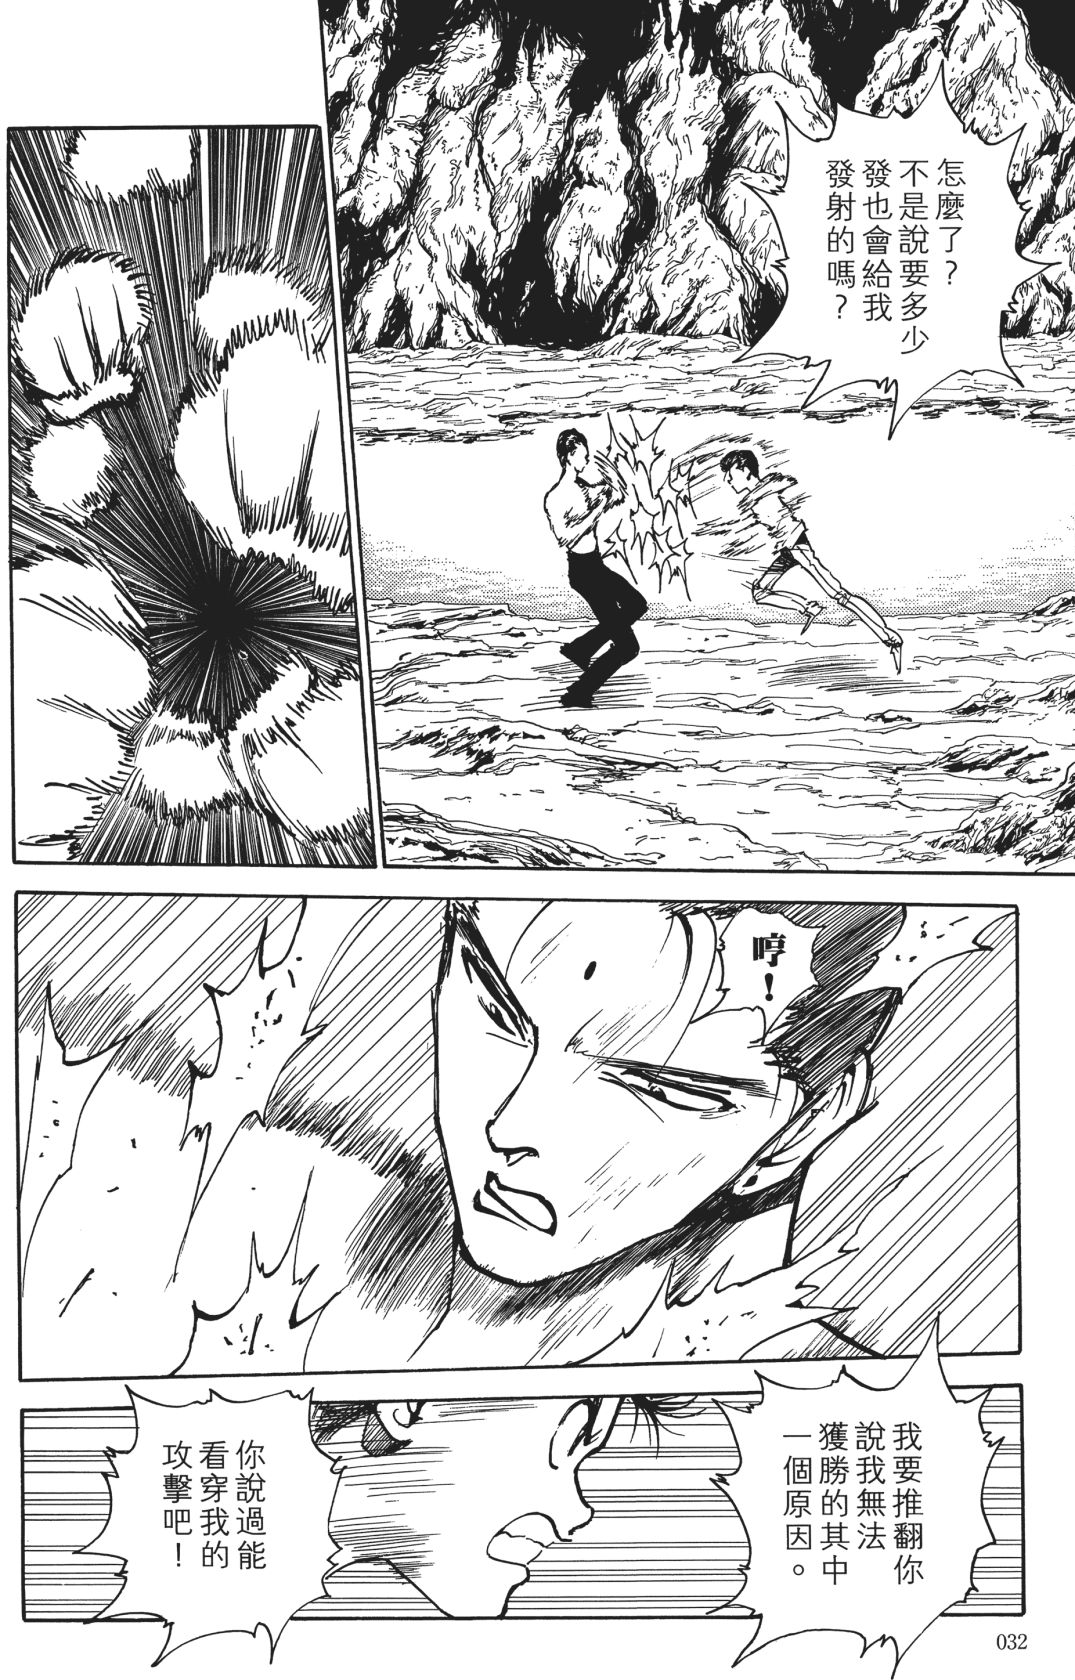 怎麼了？
不是說要多少
發也會給我
發射的嗎？
哼！
我要推翻你
說我無法
獲勝的其中
一個原因。
你說過能
看穿我的
攻擊吧！
032